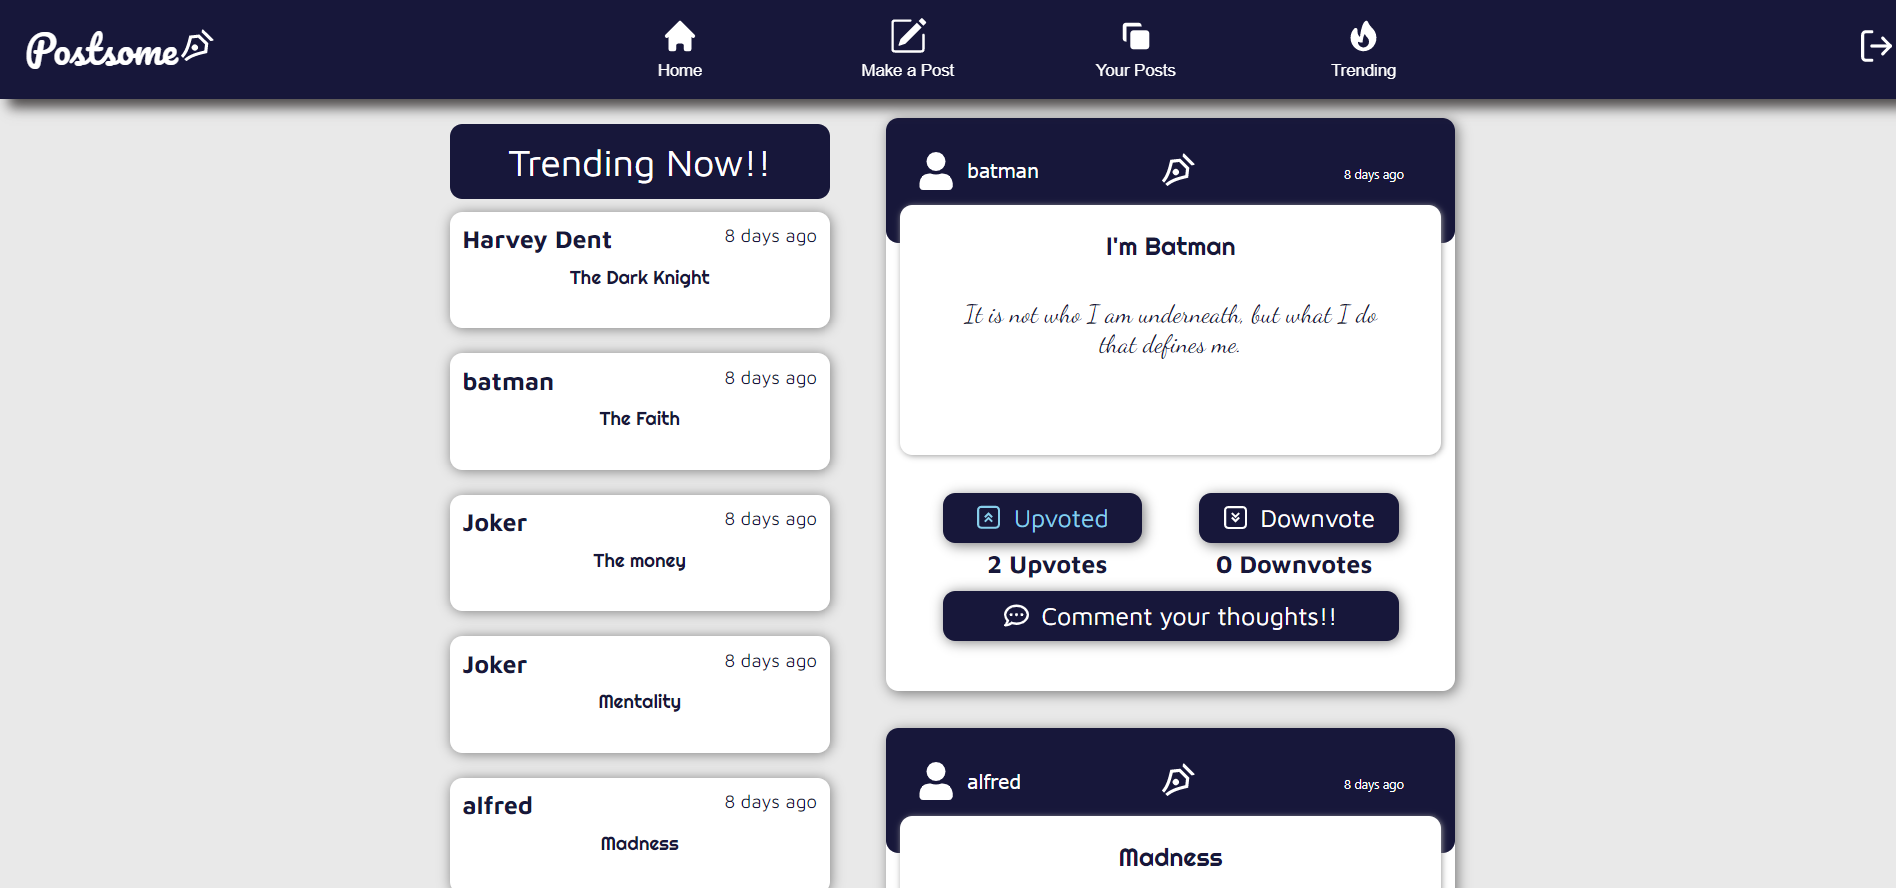 Postsome
Home
Make a Post
Your Posts
Trending
Trending Now!!
Harvey Dent
8 days ago
The Dark Knight
batman
8 days ago
The Faith
Joker
8 days ago
The money
Joker
8 days ago
Mentality
alfred
8 days ago
Madness
batman
8 days ago
I'm Batman
It is not who I am underneath, but what I do
that defines me.
Upvoted
Downvote
2 Upvotes
0 Downvotes
Comment your thoughts!!
alfred
8 days ago
Madness